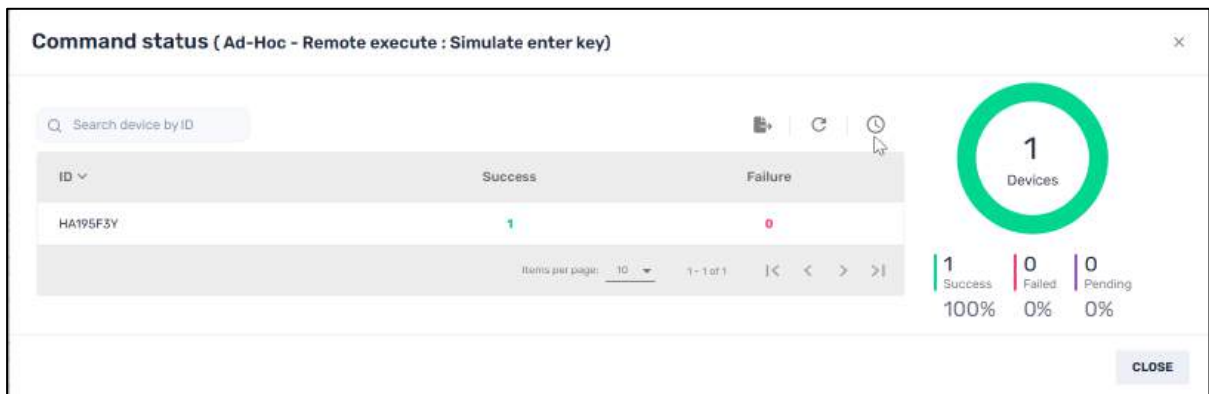 Command status ( Ad-Hoc - Remote execute : Simulate enter key)
Search device by ID
ID Success Failure
HA195F3Y 1 0
Items per page: 10 1 - 1 of 1
1
Devices
1 0 0
Success Failed Pending
100% 0% 0%
CLOSE